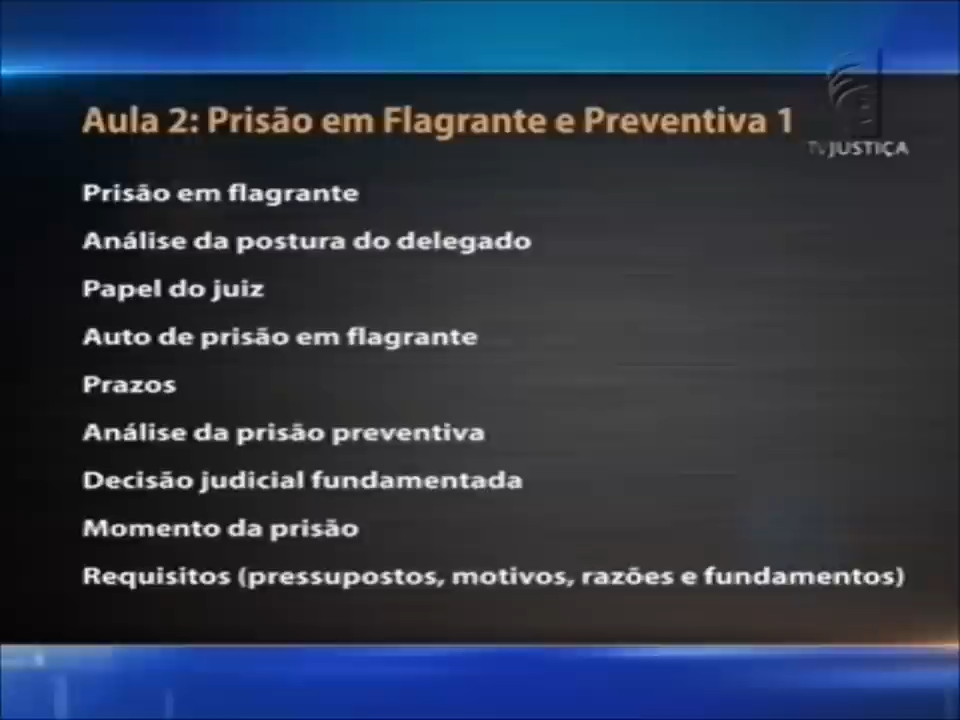 Aula 2: Prisão em Flagrante e Preventiva 1
TV JUSTIÇA
Prisão em flagrante
Análise da postura do delegado
Papel do juiz
Auto de prisão em flagrante
Prazos
Análise da prisão preventiva
Decisão judicial fundamentada
Momento da prisão
Requisitos (pressupostos, motivos, razões e fundamentos)